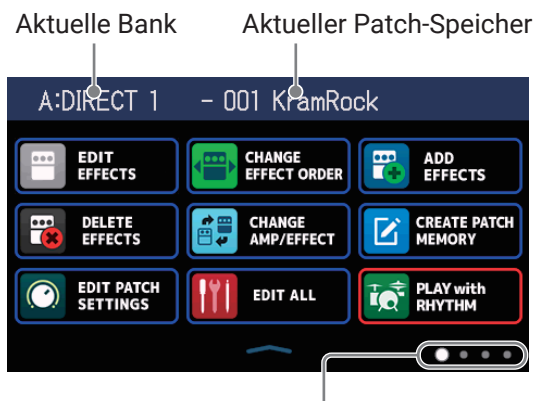 Aktuelle Bank Aktueller Patch-Speicher
A:DIRECT 1 - 001 KramRock
EDIT EFFECTS
CHANGE EFFECT ORDER
ADD EFFECTS
DELETE EFFECTS
CHANGE AMP/EFFECT
CREATE PATCH MEMORY
EDIT PATCH SETTINGS
EDIT ALL
PLAY with RHYTHM